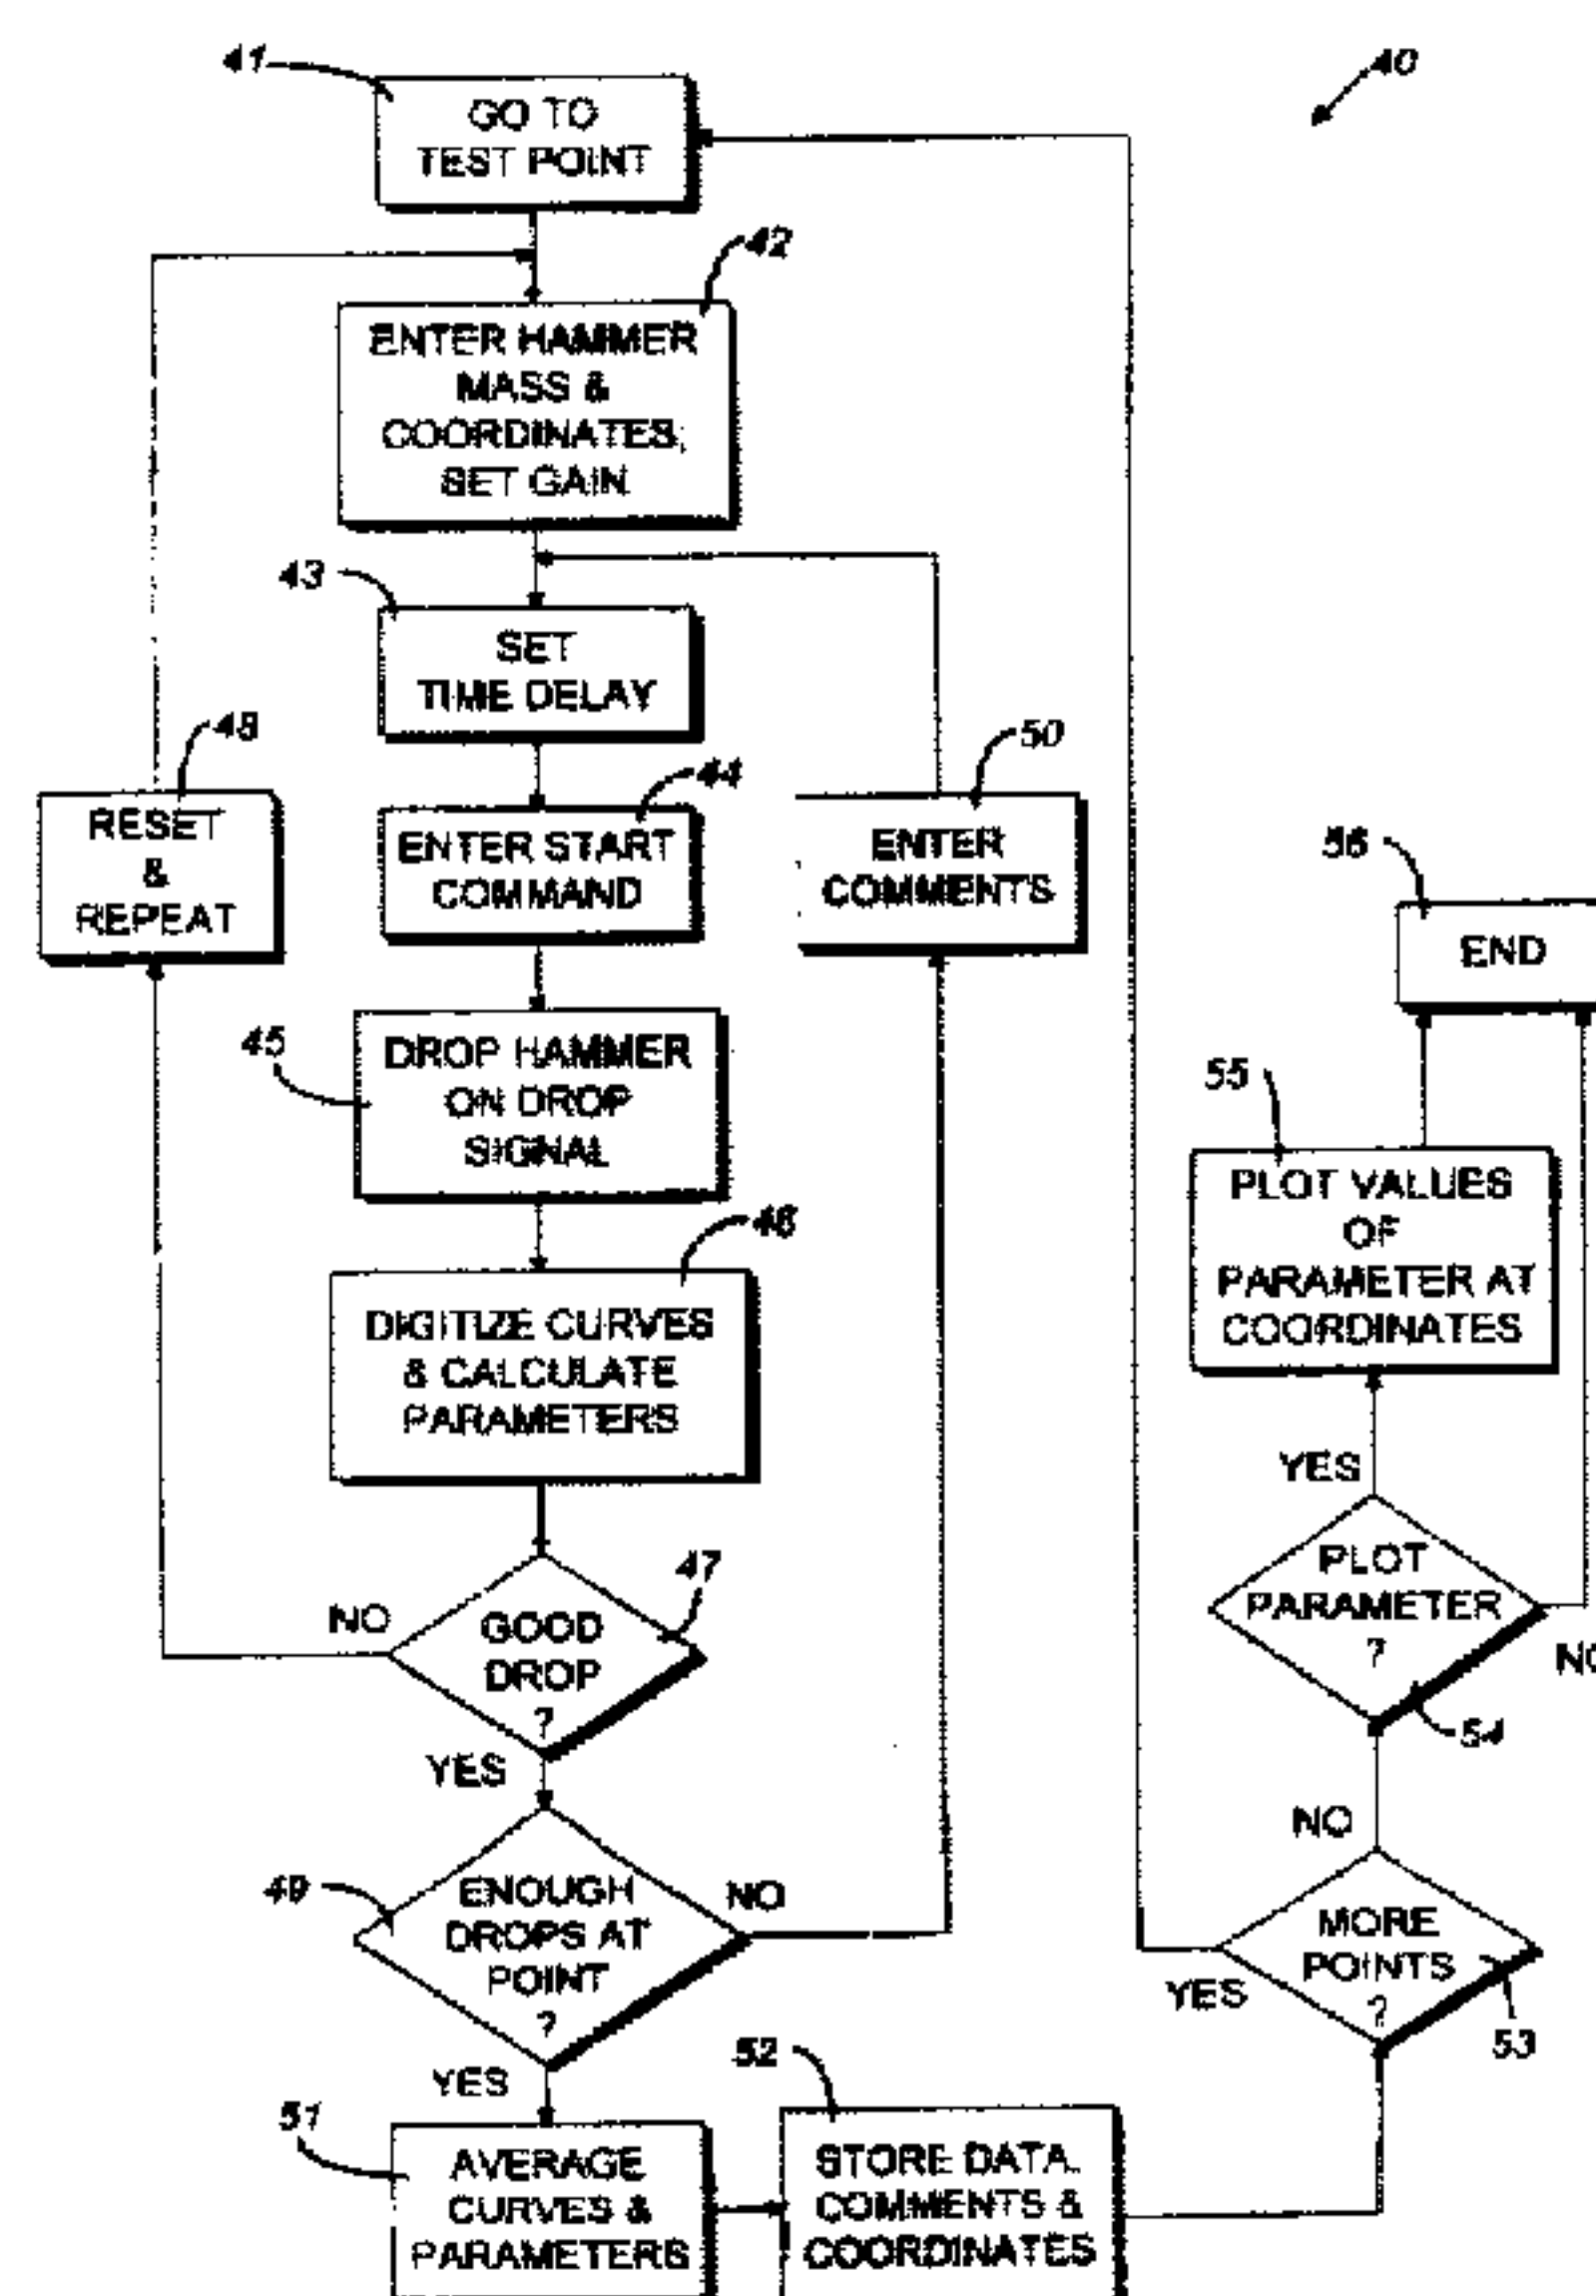 41
40
GO TO
TEST POINT
42
ENTER HAMMER
MASS &
COORDINATES,
SET GAIN
43
SET
TIME DELAY
48
RESET
&
REPEAT
44
ENTER START
COMMAND
50
ENTER
COMMENTS
56
END
45
DROP HAMMER
ON DROP
SIGNAL
55
PLOT VALUES
OF
PARAMETER AT
COORDINATES
46
DIGITIZE CURVES
& CALCULATE
PARAMETERS
YES
PLOT
PARAMETER
?
NO
54
47
NO
GOOD
DROP
?
YES
NO
49
ENOUGH
DROPS AT
POINT
?
NO
MORE
POINTS
?
YES
53
YES
52
51
AVERAGE
CURVES &
PARAMETERS
STORE DATA,
COMMENTS &
COORDINATES